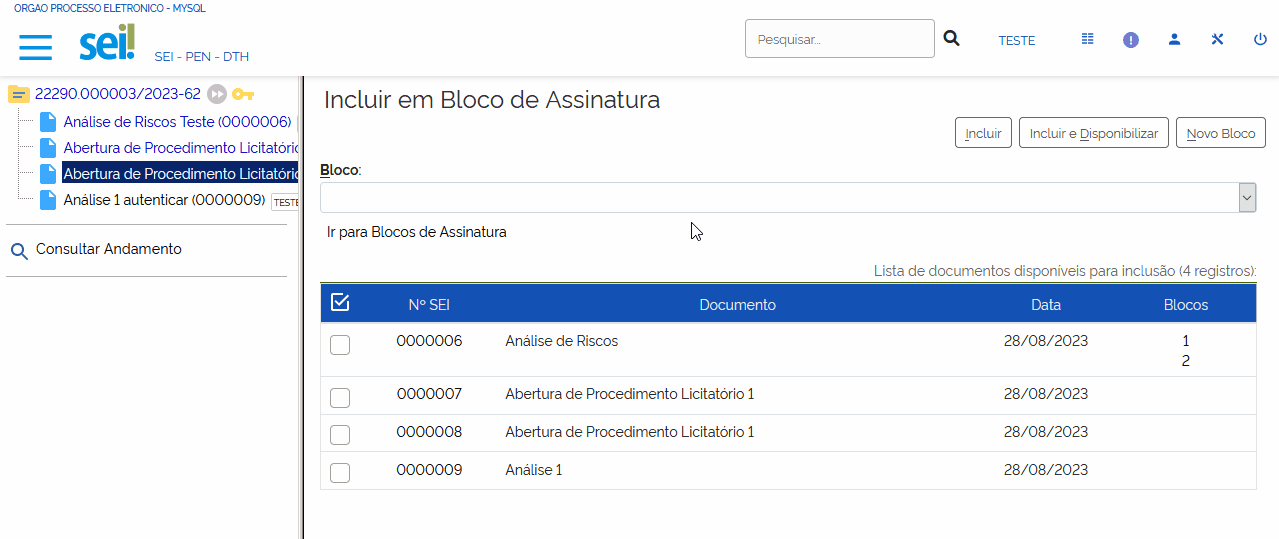 ORGAO PROCESSO ELETRONICO - MYSQL
sei!
SEI - PEN - DTH
Pesquisar...
TESTE
22290.000003/2023-62
Análise de Riscos Teste (0000006)
Abertura de Procedimento Licitatório
Abertura de Procedimento Licitatório
Análise 1 autenticar (0000009) TESTE
Consultar Andamento
Incluir em Bloco de Assinatura
Incluir
Incluir e Disponibilizar
Novo Bloco
Bloco:
Ir para Blocos de Assinatura
Lista de documentos disponíveis para inclusão (4 registros):
Nº SEI Documento Data Blocos
0000006 Análise de Riscos 28/08/2023 1
2
0000007 Abertura de Procedimento Licitatório 1 28/08/2023
0000008 Abertura de Procedimento Licitatório 1 28/08/2023
0000009 Análise 1 28/08/2023